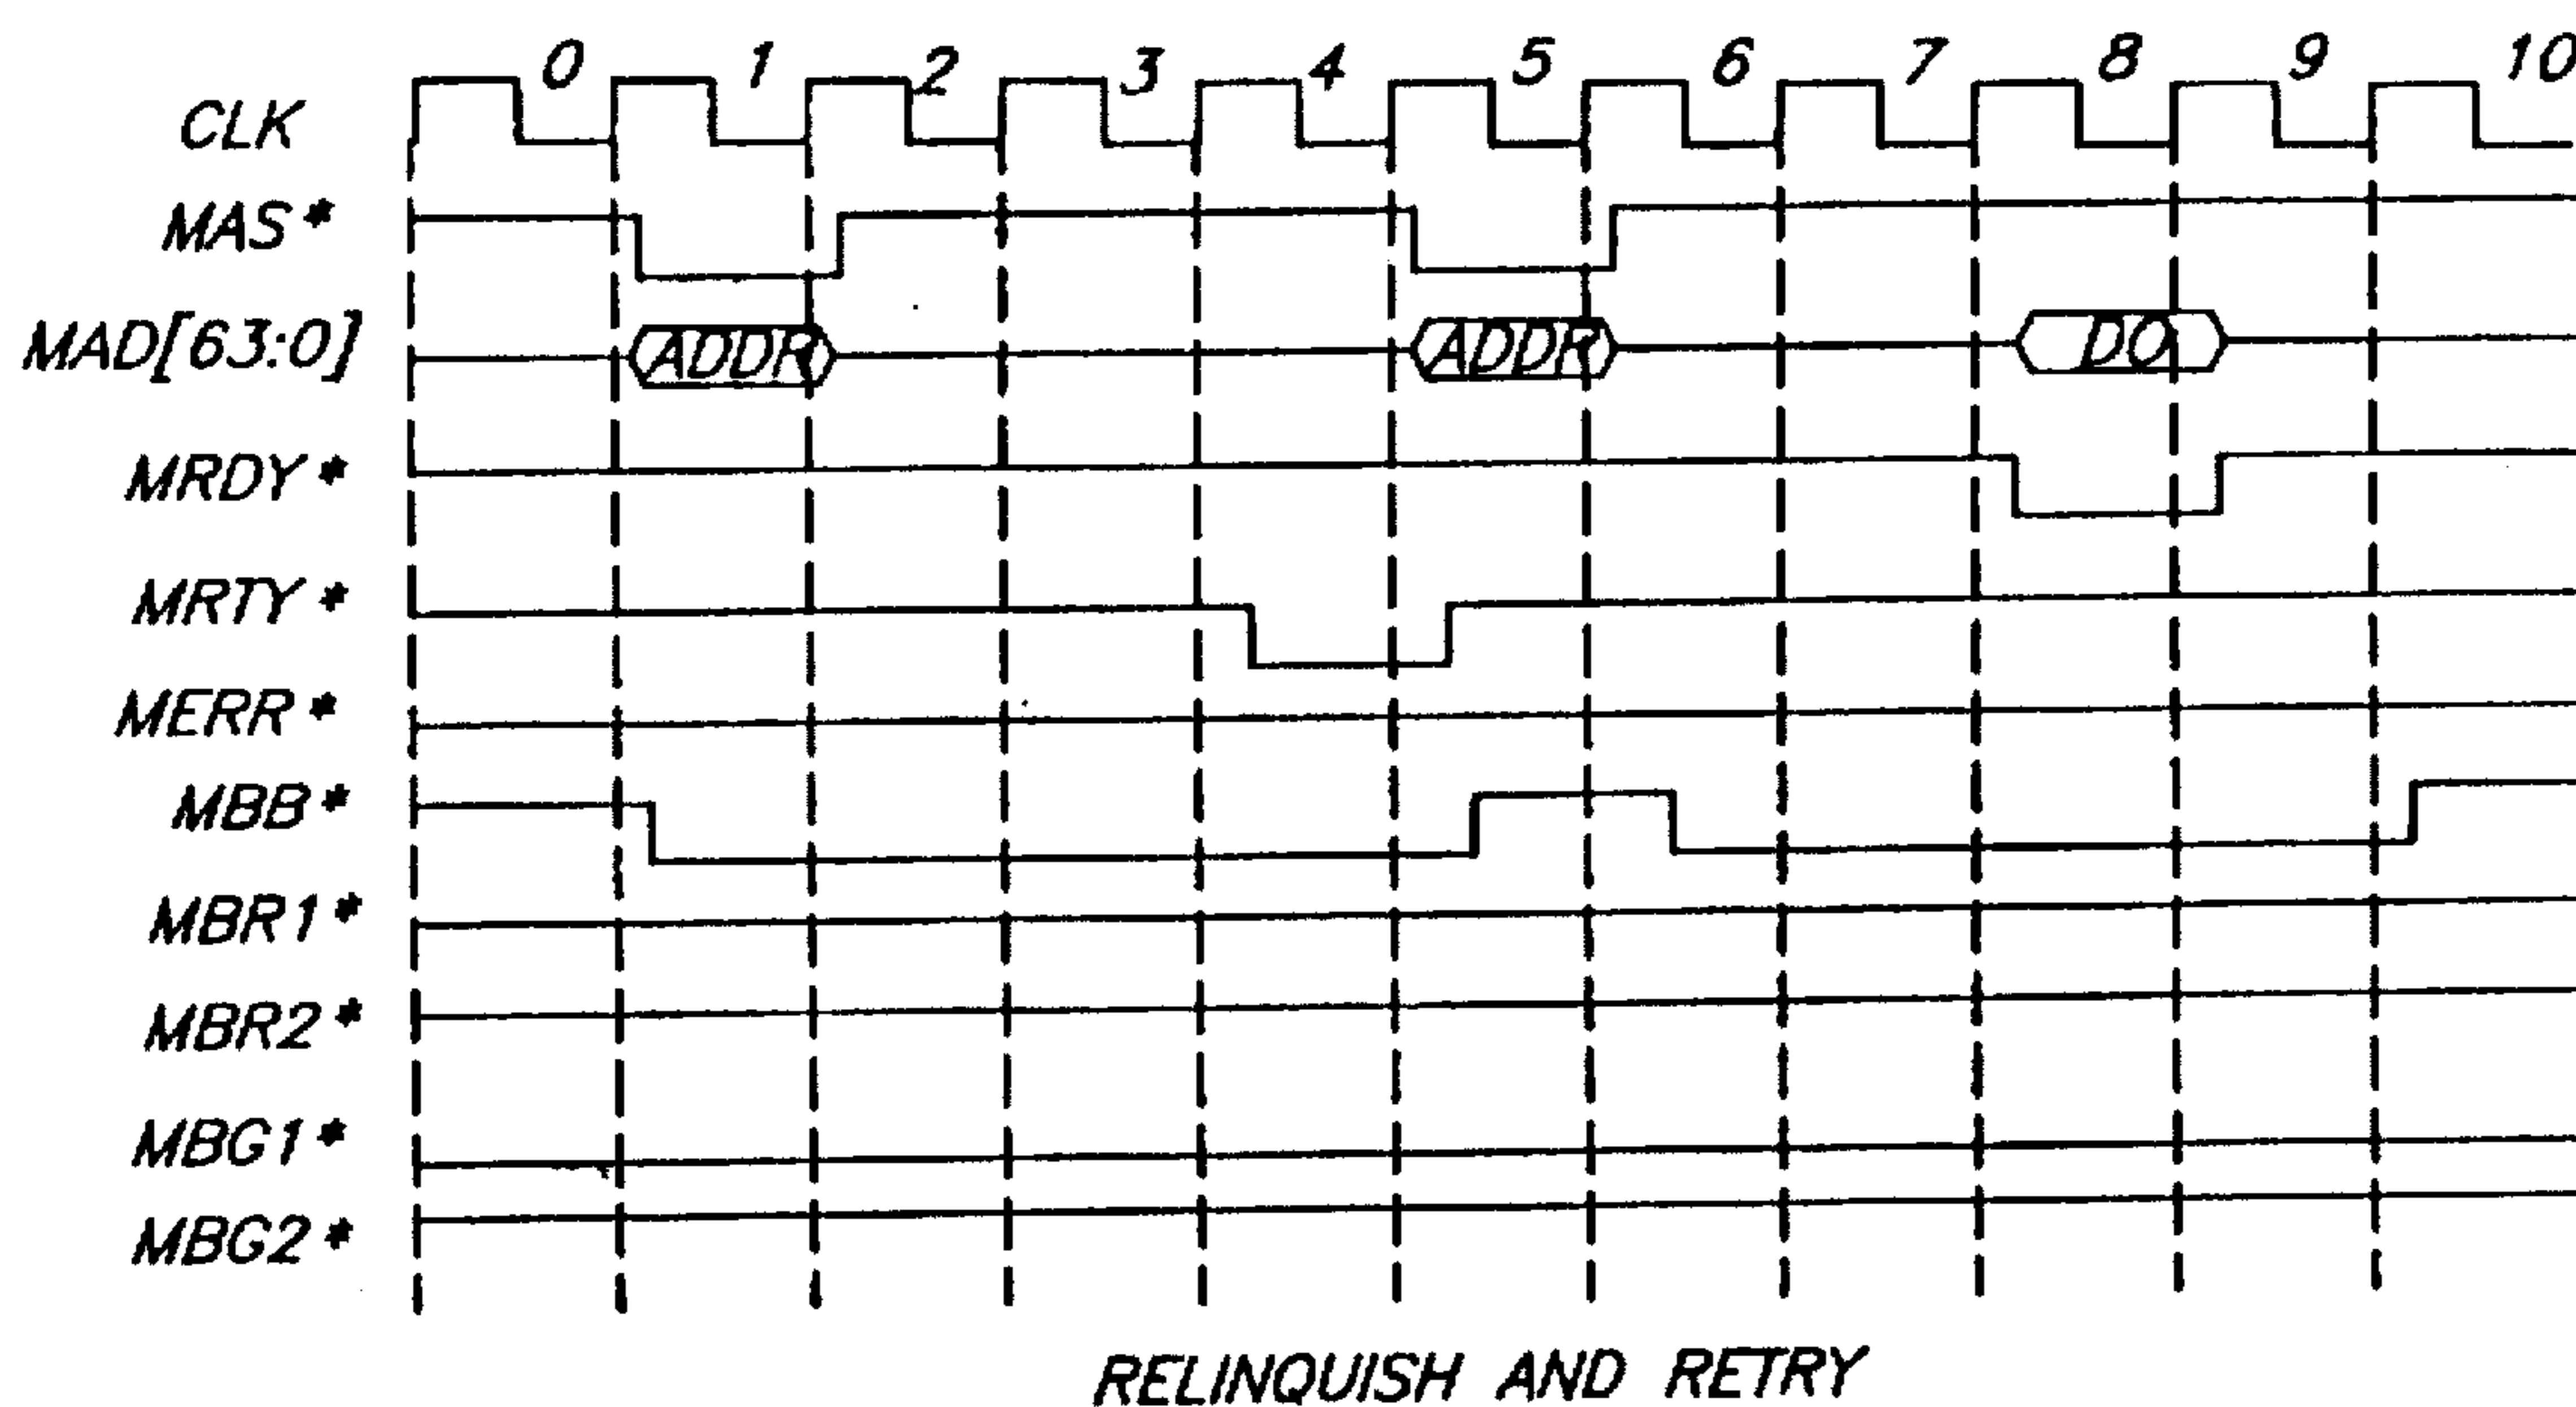 0 1 2 3 4 5 6 7 8 9 10
CLK
MAS*
MAD[63:0] ADDR ADDR D0
MRDY*
MRTY*
MERR*
MBB*
MBR1*
MBR2*
MBG1*
MBG2*
RELINQUISH AND RETRY